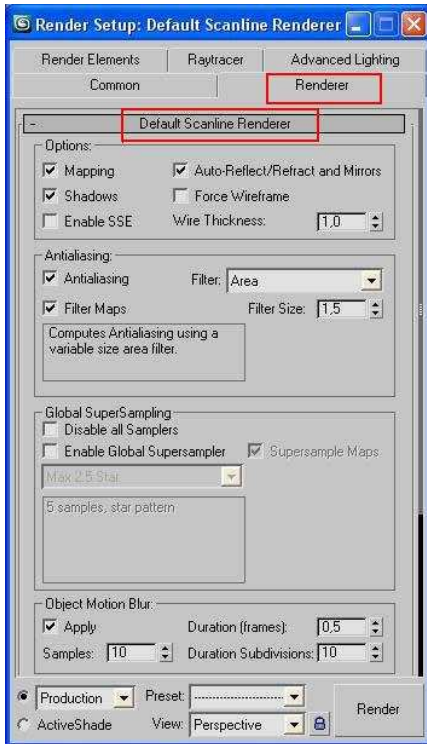 Render Setup: Default Scanline Renderer
Render Elements Raytracer Advanced Lighting
Common Renderer
- Default Scanline Renderer
Options:
Mapping Auto-Reflect/Refract and Mirrors
Shadows Force Wireframe
Enable SSE Wire Thickness: 1,0
Antialiasing:
Antialiasing Filter: Area
Filter Maps Filter Size: 1,5
Computes Antialiasing using a
variable size area filter.
Global SuperSampling
Disable all Samplers
Enable Global Supersampler Supersample Maps
Max 2.5 Star
5 samples, star pattern
Object Motion Blur:
Apply Duration (frames): 0,5
Samples: 10 Duration Subdivisions: 10
Production Preset: -----------------------
ActiveShade View: Perspective
Render